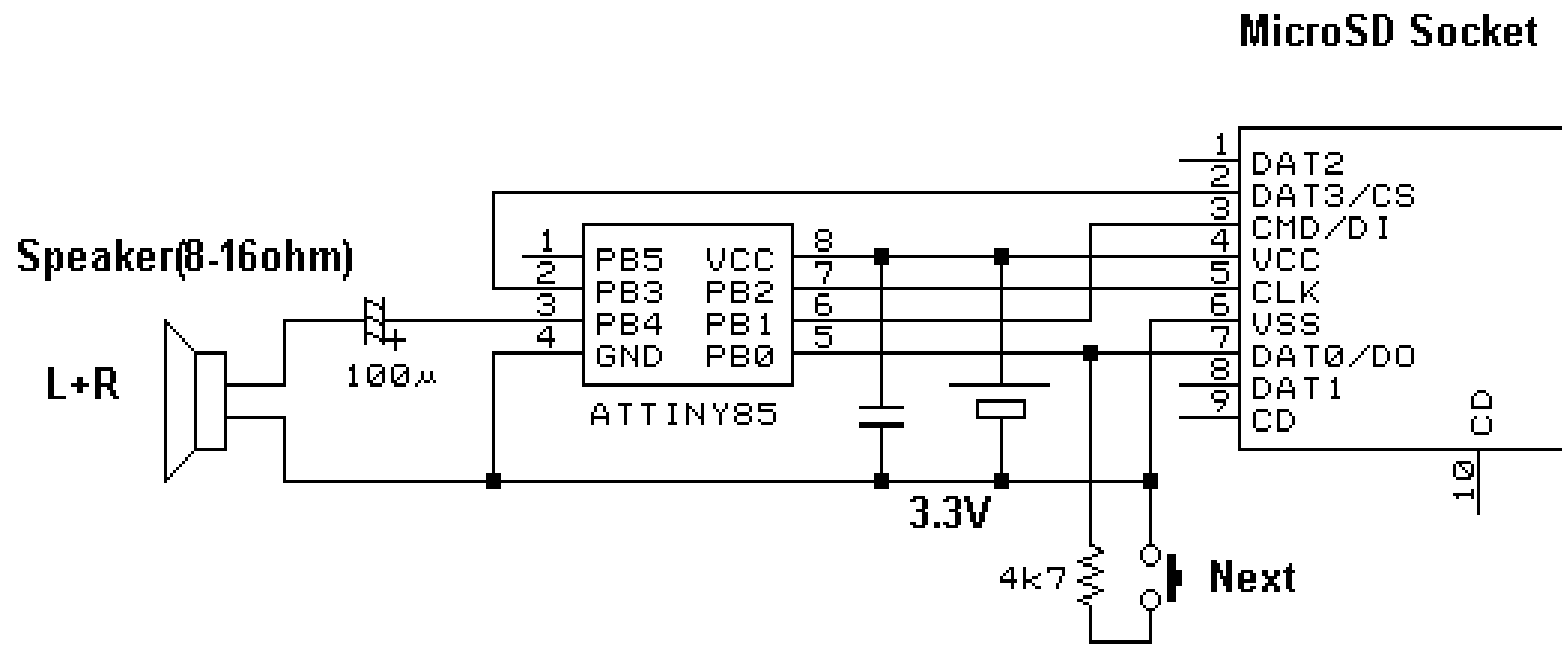 MicroSD Socket
Speaker(8-16ohm)
L+R
100μ
1
2
3
4
PB5
PB3
PB4
GND
VCC
PB2
PB1
PB0
8
7
6
5
ATTINY85
1
2
3
4
5
6
7
8
9
DAT2
DAT3/CS
CMD/DI
VCC
CLK
VSS
DAT0/DO
DAT1
CD
CD
10
3.3V
4k7
Next